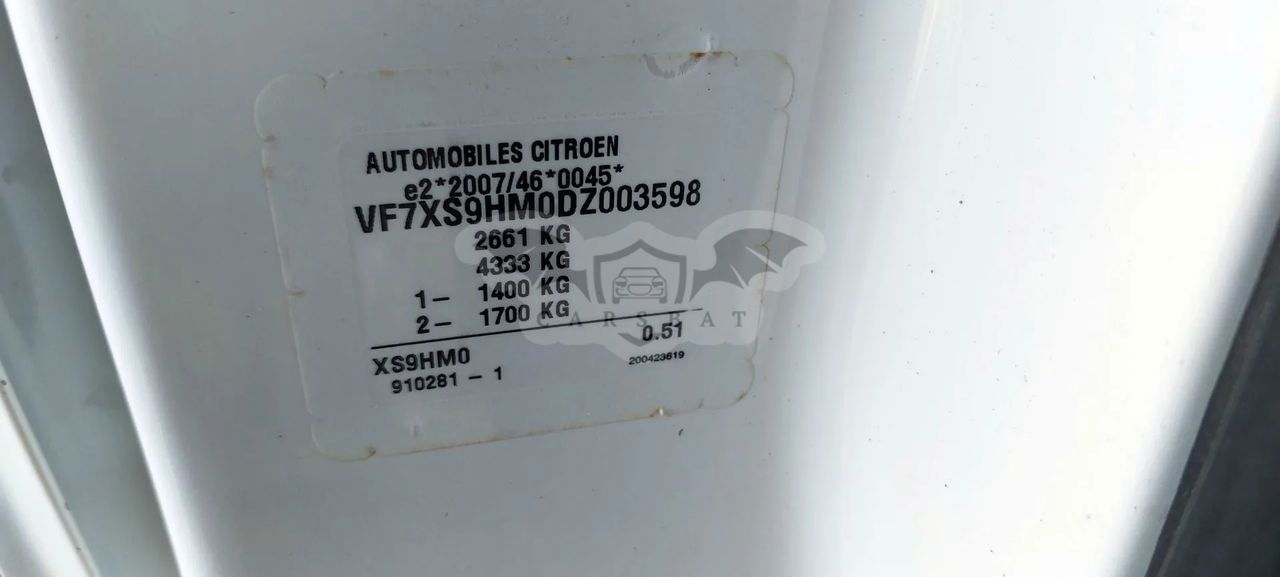 AUTOMOBILES CITROEN
e2*2007/46*0045*
VF7XS9HM0DZ003598
2661 KG
4333 KG
1– 1400 KG
2– 1700 KG
CARSBAT
0.51
XS9HM0
200423619
910281 – 1